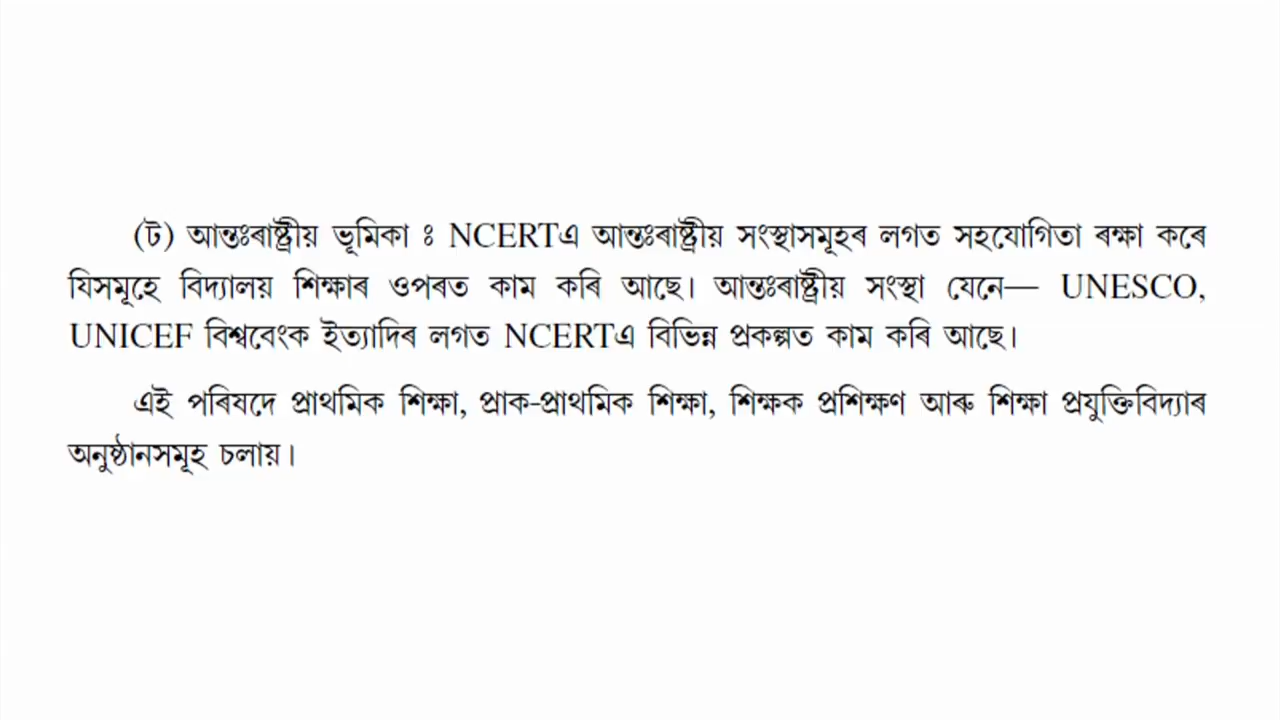 (ট) আন্তঃৰাষ্ট্ৰীয় ভূমিকা ঃ NCERTএ আন্তঃৰাষ্ট্ৰীয় সংস্থাসমূহৰ লগত সহযোগিতা ৰক্ষা কৰে
যিসমূহে বিদ্যালয় শিক্ষাৰ ওপৰত কাম কৰি আছে। আন্তঃৰাষ্ট্ৰীয় সংস্থা যেনে— UNESCO,
UNICEF বিশ্ববেংক ইত্যাদিৰ লগত NCERTএ বিভিন্ন প্ৰকল্পত কাম কৰি আছে।
এই পৰিষদে প্ৰাথমিক শিক্ষা, প্ৰাক-প্ৰাথমিক শিক্ষা, শিক্ষক প্ৰশিক্ষণ আৰু শিক্ষা প্ৰযুক্তিবিদ্যাৰ
অনুষ্ঠানসমূহ চলায়।